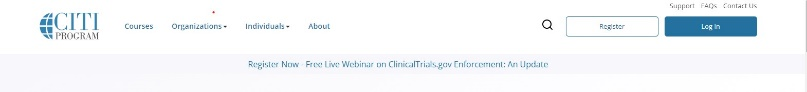 Support FAQs Contact Us
CITI
PROGRAM
Courses Organizations Individuals About Register Log In
Register Now - Free Live Webinar on ClinicalTrials.gov Enforcement: An Update